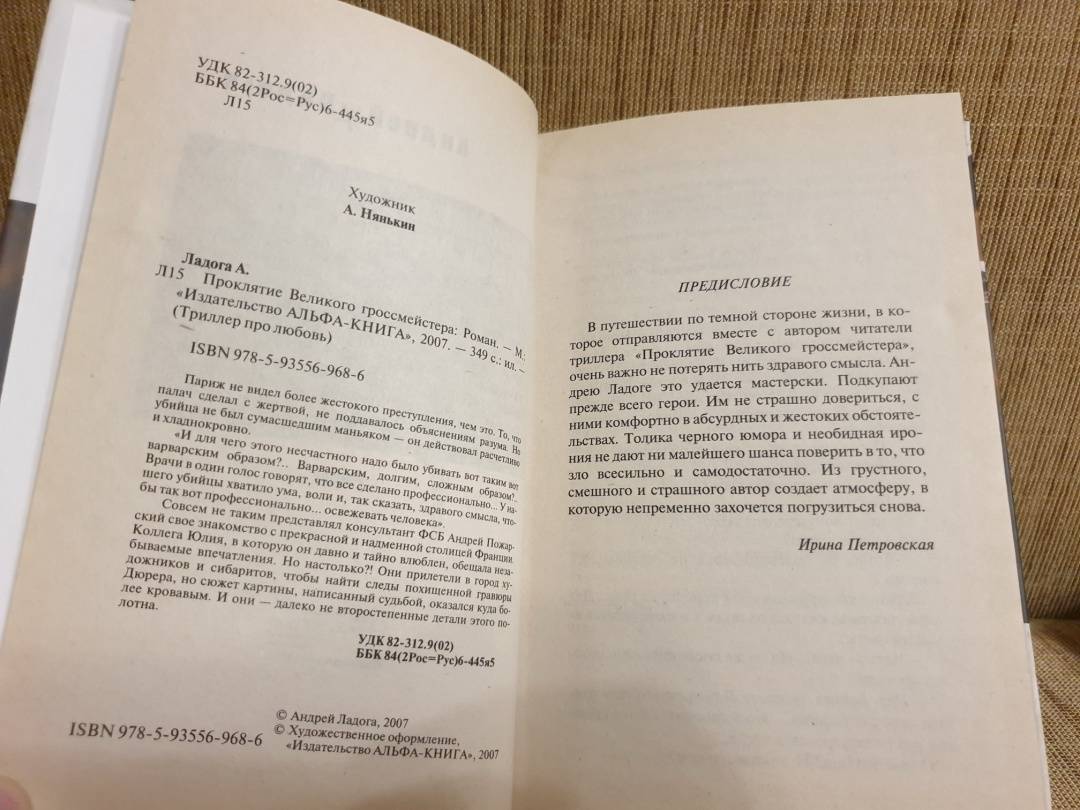 УДК 82-312.9(02)
ББК 84(2Рос=Рус)6-445я5
Л15
Художник
А. Нянькин
Ладога А.
Л15 Проклятие Великого гроссмейстера: Роман. — М.:
«Издательство АЛЬФА-КНИГА», 2007. — 349 с.: ил. —
(Триллер про любовь)
ISBN 978-5-93556-968-6
Париж не видел более жестокого преступления, чем это. То, что
палач сделал с жертвой, не поддавалось объяснениям разума. Но
убийца не был сумасшедшим маньяком — он действовал расчетливо
и хладнокровно.
«И для чего этого несчастного надо было убивать вот таким вот
варварским образом?.. Варварским, долгим, сложным образом?..
Врачи в один голос говорят, что все сделано профессионально... У на-
шего убийцы хватило ума, воли и, так сказать, здравого смысла, что-
бы так вот профессионально... освежевать человека».
Совсем не таким представлял консультант ФСБ Андрей Пожар-
ский свое знакомство с прекрасной и надменной столицей Франции.
Коллега Юлия, в которую он давно и тайно влюблен, обещала неза-
бываемые впечатления. Но настолько?! Они прилетели в город ху-
дожников и сибаритов, чтобы найти следы похищенной гравюры
Дюрера, но сюжет картины, написанный судьбой, оказался куда бо-
лее кровавым. И они — далеко не второстепенные детали этого по-
лотна.
УДК 82-312.9(02)
ББК 84(2Рос=Рус)6-445я5
© Андрей Ладога, 2007
© Художественное оформление,
«Издательство АЛЬФА-КНИГА», 2007
ISBN 978-5-93556-968-6
ПРЕДИСЛОВИЕ
В путешествии по темной стороне жизни, в ко-
торое отправляются вместе с автором читатели
триллера «Проклятие Великого гроссмейстера»,
очень важно не потерять нить здравого смысла. Ан-
дрею Ладоге это удается мастерски. Подкупают
прежде всего герои. Им не страшно довериться, с
ними комфортно в абсурдных и жестоких обстояте-
льствах. Толика черного юмора и необидная иро-
ния не дают ни малейшего шанса поверить в то, что
зло всесильно и самодостаточно. Из грустного,
смешного и страшного автор создает атмосферу, в
которую непременно захочется погрузиться снова.
Ирина Петровская